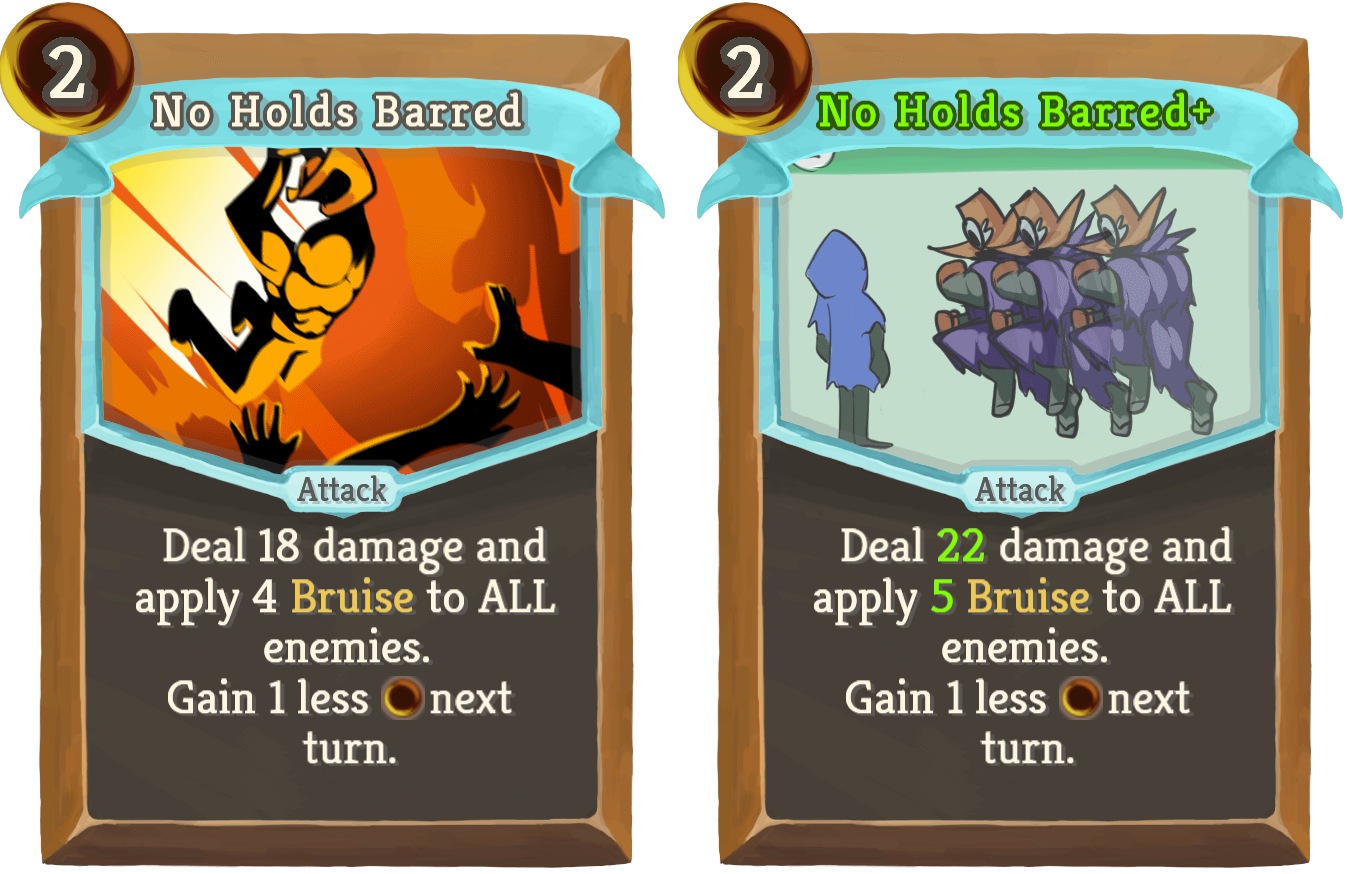 2
No Holds Barred
Attack
Deal 18 damage and
apply 4 Bruise to ALL
enemies.
Gain 1 less next
turn.
2
No Holds Barred+
Attack
Deal 22 damage and
apply 5 Bruise to ALL
enemies.
Gain 1 less next
turn.